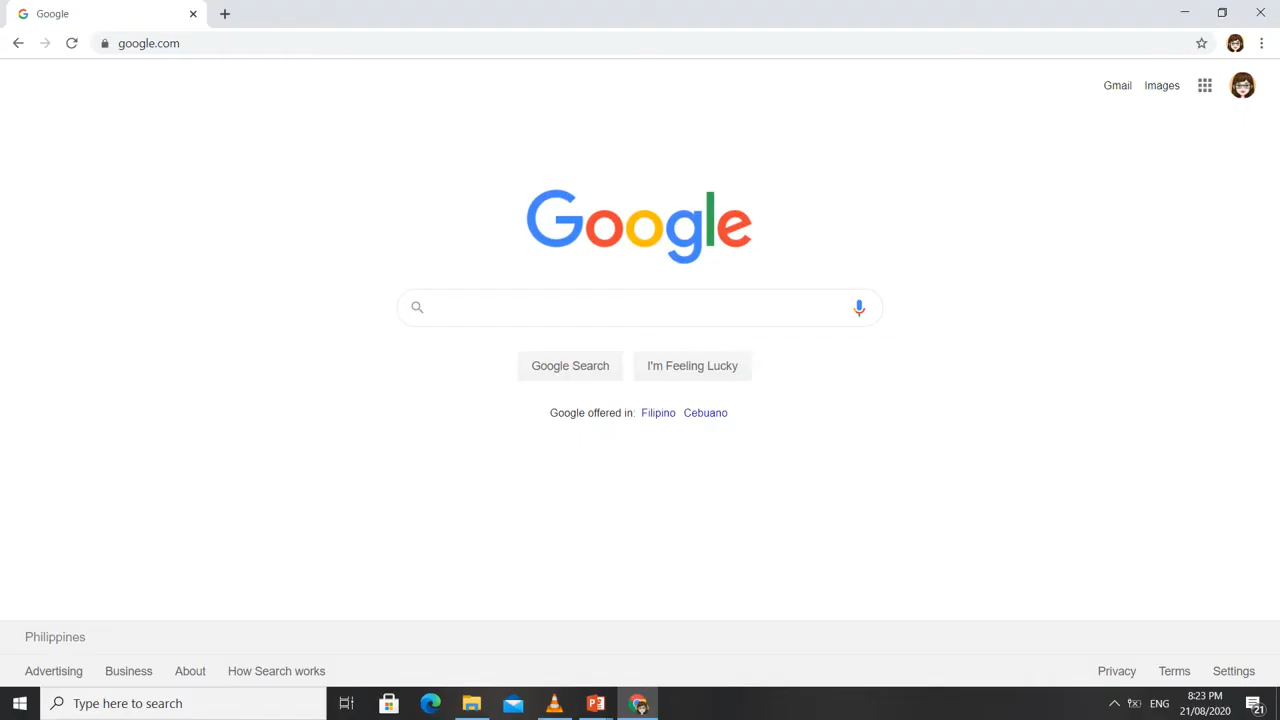 Google
google.com
Gmail Images
Google
Google Search I'm Feeling Lucky
Google offered in: Filipino Cebuano
Philippines
Advertising Business About How Search works Privacy Terms Settings
Type here to search
ENG
8:23 PM
21/08/2020
21